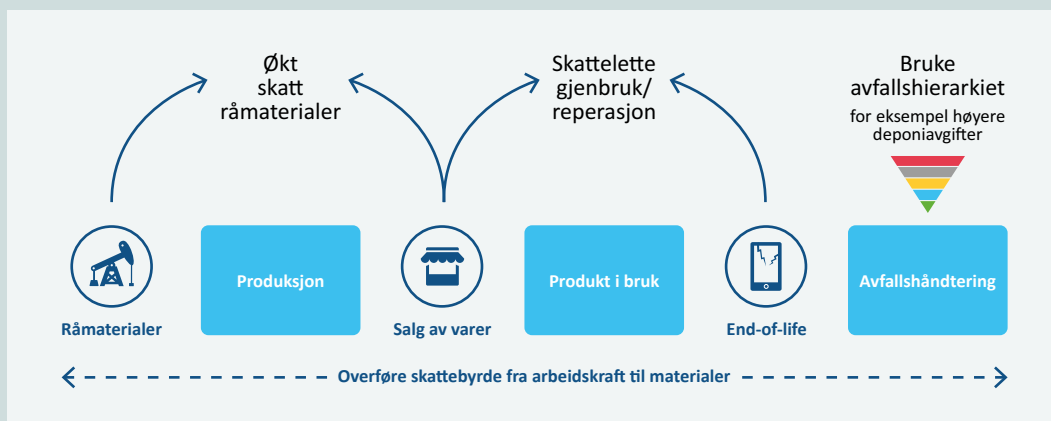 Økt
skatt
råmaterialer
Skattelette
gjenbruk/
reperasjon
Bruke
avfallshierarkiet
for eksempel høyere
deponiavgifter
Råmaterialer
Produksjon
Salg av varer
Produkt i bruk
End-of-life
Avfallshåndtering
Overføre skattebyrde fra arbeidskraft til materialer